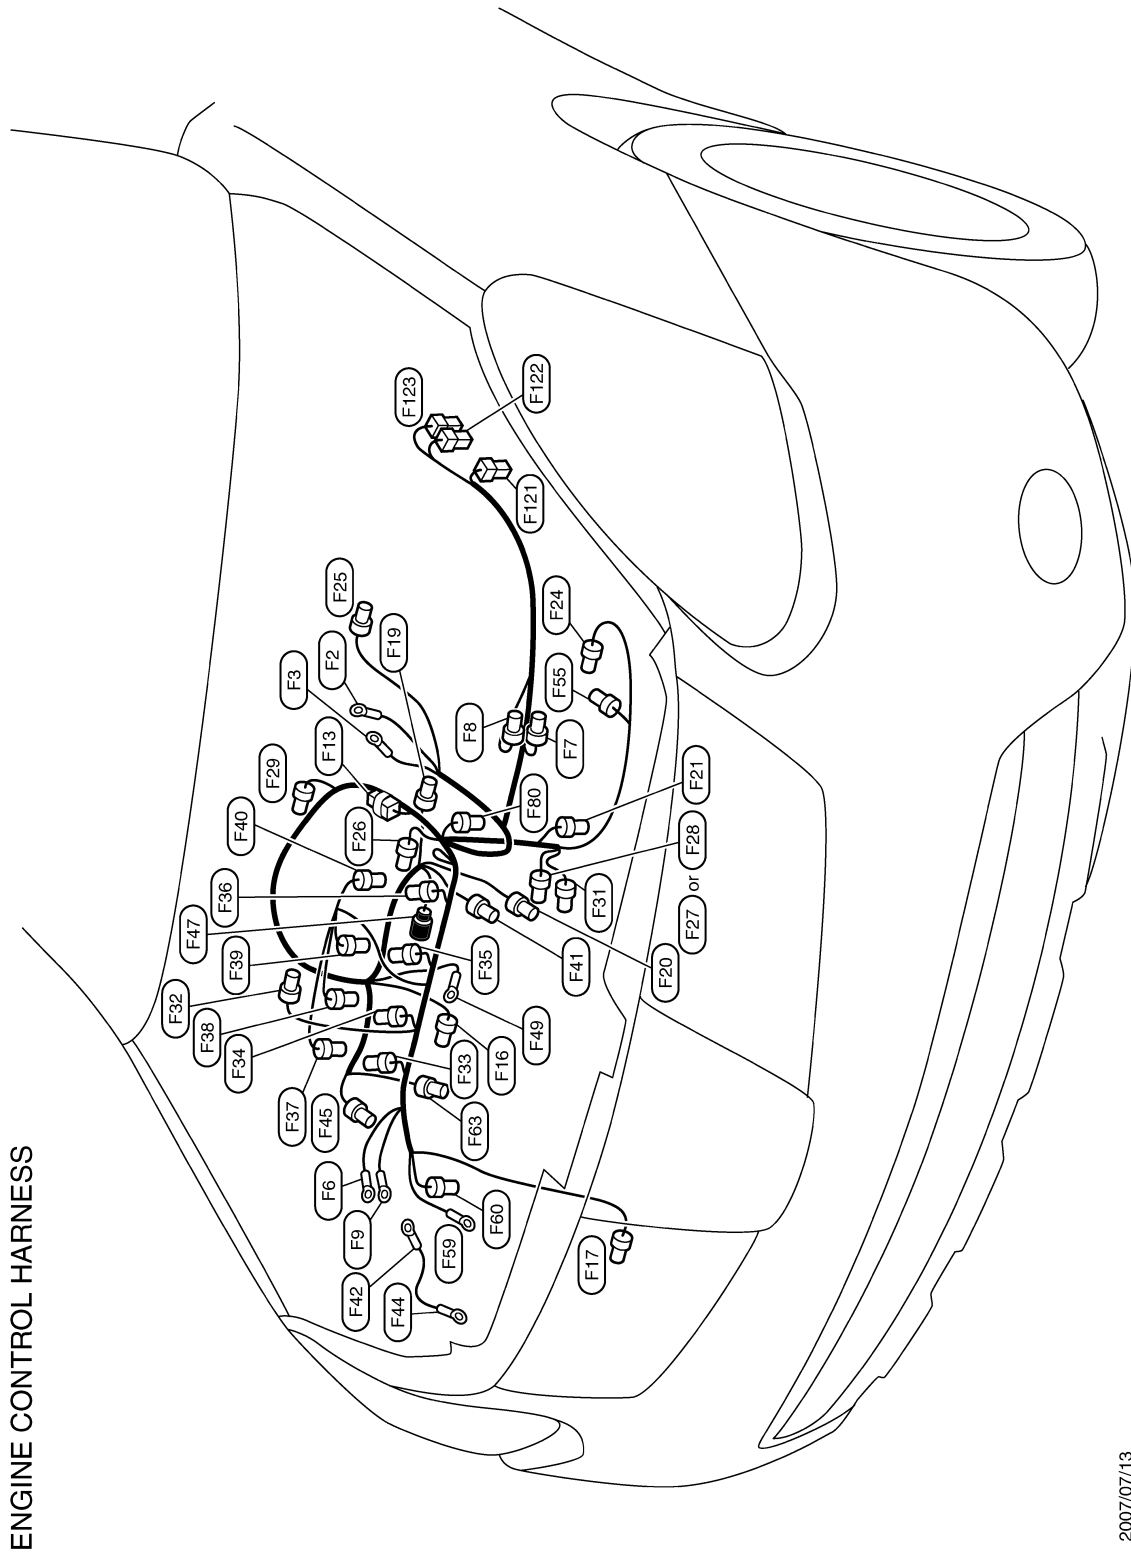 ENGINE CONTROL HARNESS
F44
F42
F9
F6
F59
F60
F17
F45
F37
F63
F33
F16
F49
F34
F38
F32
F39
F47
F36
F40
F35
F41
F20
F27 or F28
F31
F21
F26
F29
F13
F80
F3
F2
F19
F25
F8
F7
F55
F24
F121
F123
F122
2007/07/13